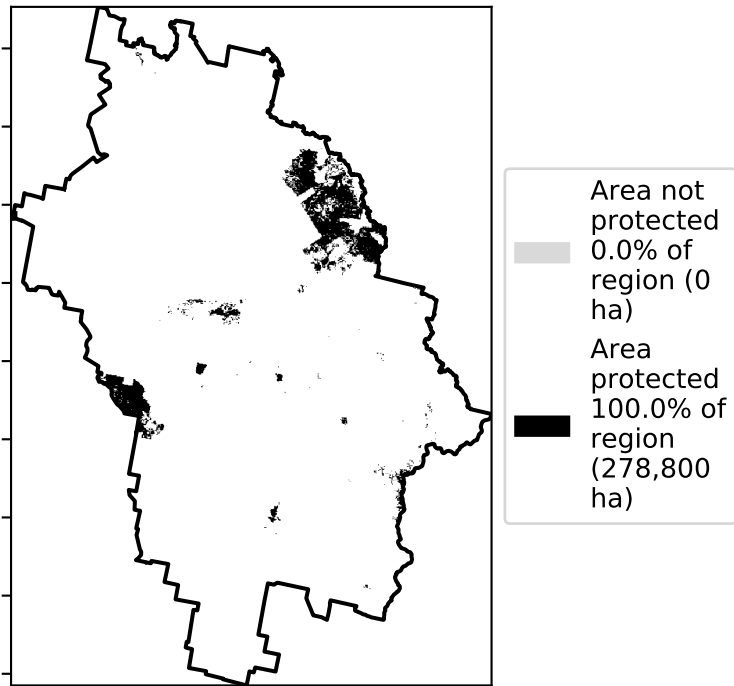 Area not
protected
0.0% of
region (0
ha)
Area
protected
100.0% of
region
(278,800
ha)